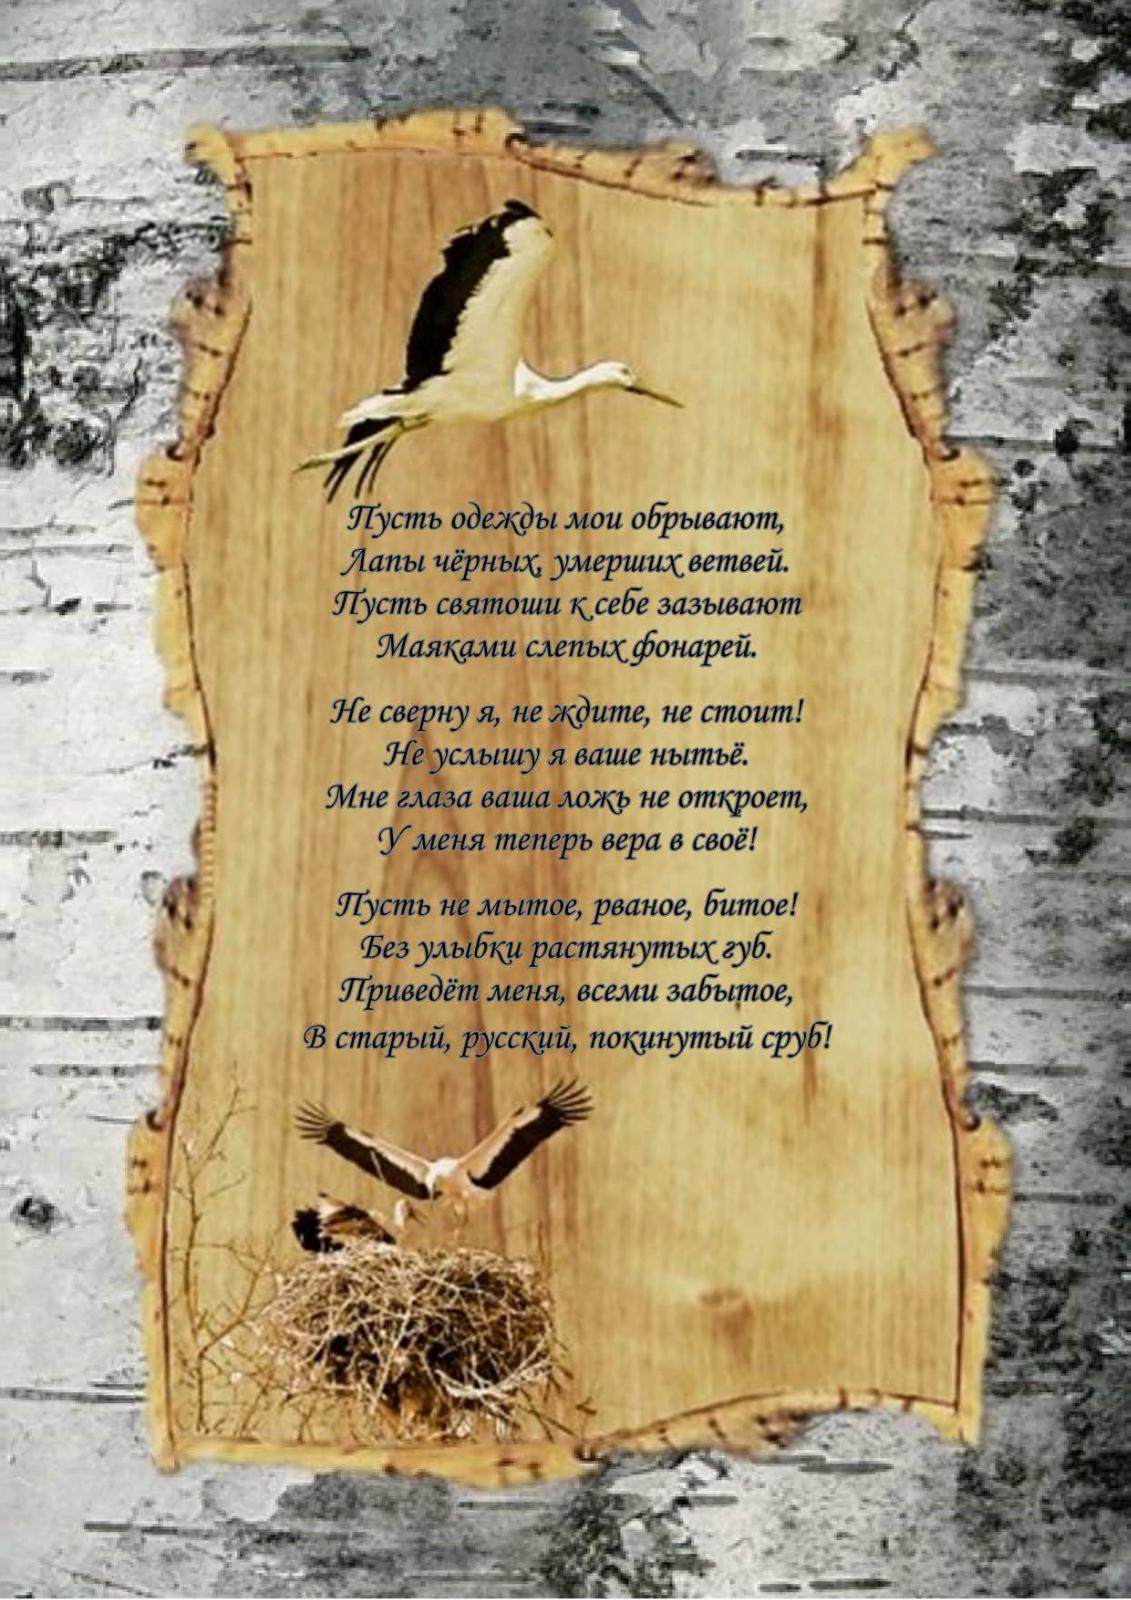 Пусть одежды мои обрывают,
Лапы чёрных, умерших ветвей.
Пусть святоши к себе зазывают
Маяками слепых фонарей.
Не сверну я, не ждите, не стоит!
Не услышу я ваше нытьё.
Мне глаза ваша ложь не откроет,
У меня теперь вера в своё!
Пусть не мытое, рваное, битое!
Без улыбки растянутых губ.
Приведёт меня, всеми забытое,
В старый, русский, покинутый сруб!